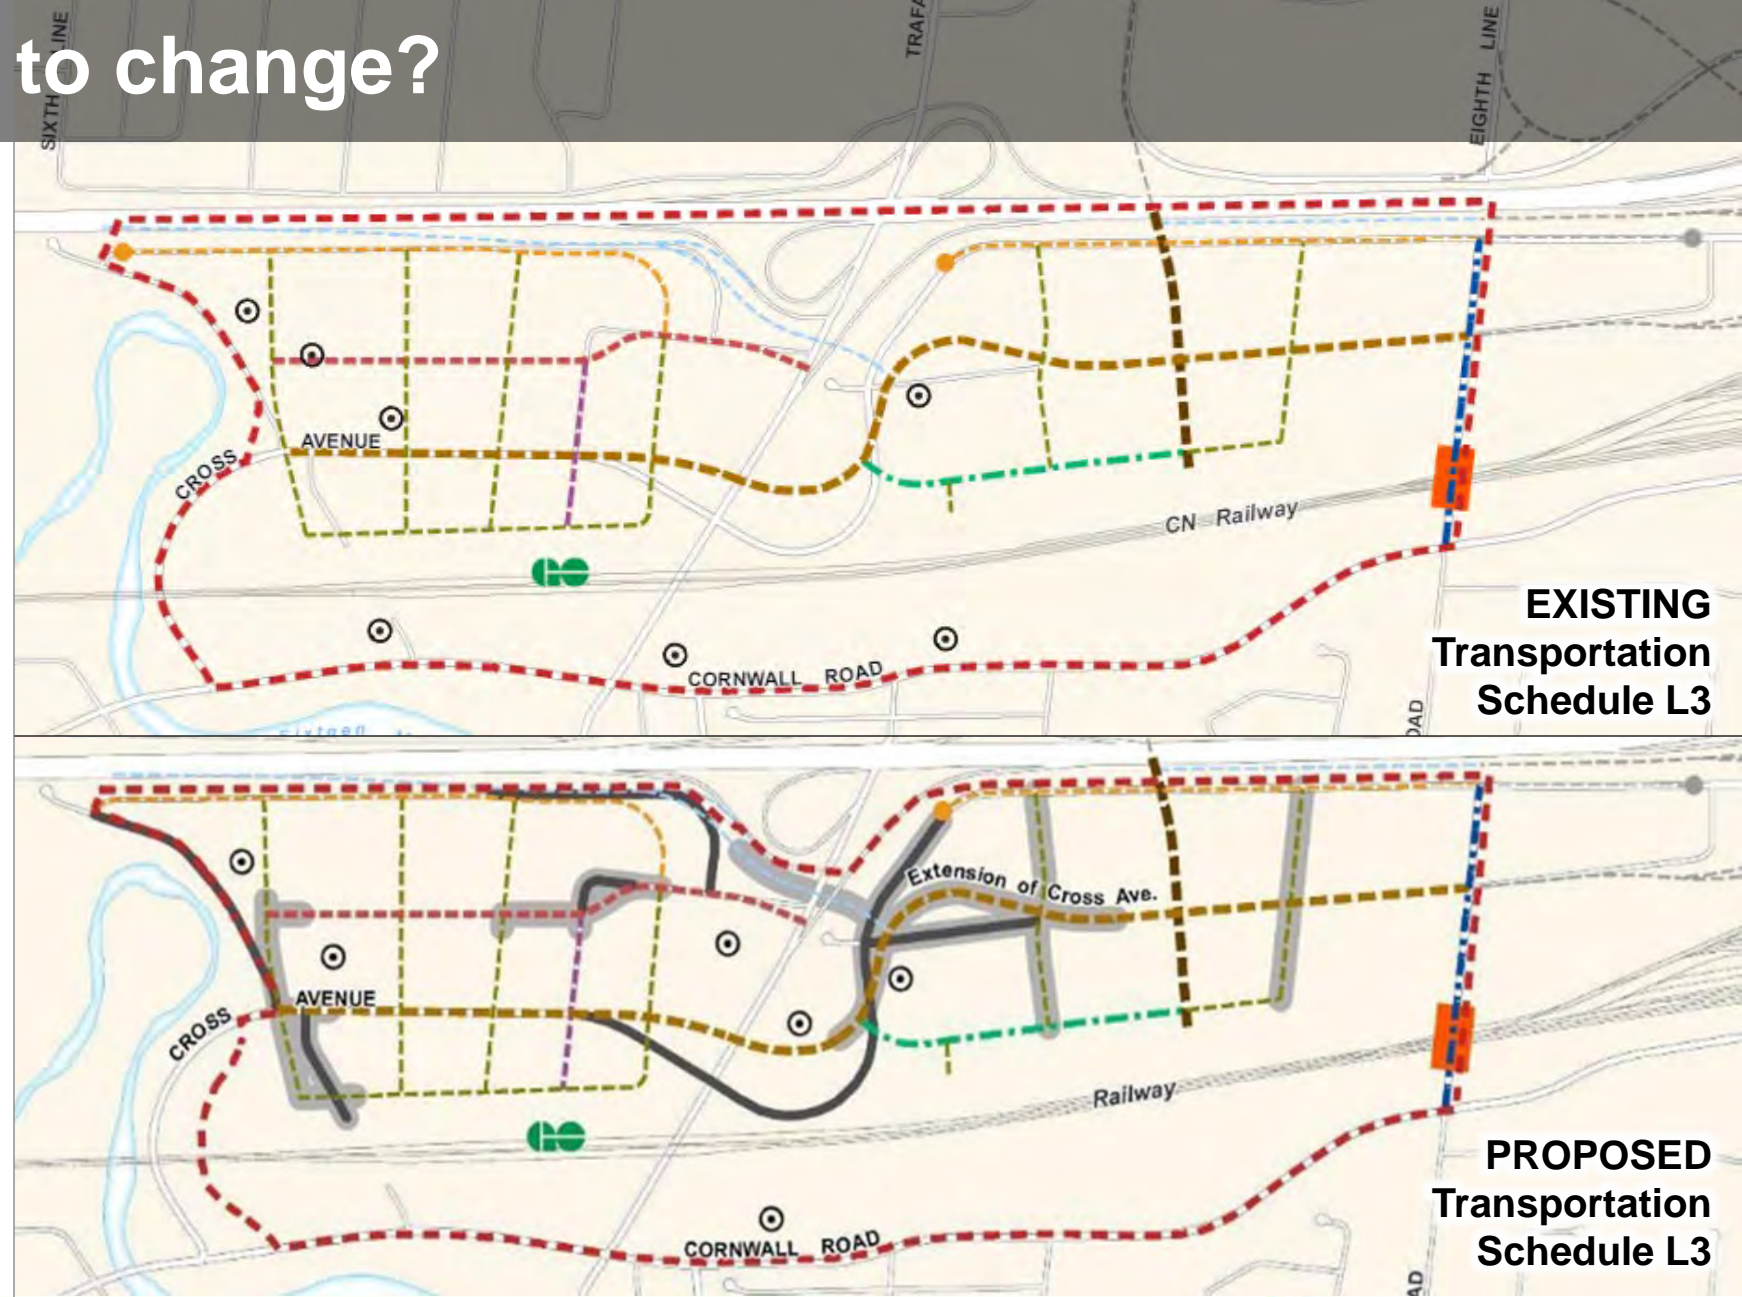 to change?
SIXTH LINE
EIGHTH LINE
AVENUE
CROSS
CN Railway
CORNWALL ROAD
EXISTING
Transportation
Schedule L3
Extension of Cross Ave.
AVENUE
CROSS
Railway
CORNWALL ROAD
PROPOSED
Transportation
Schedule L3